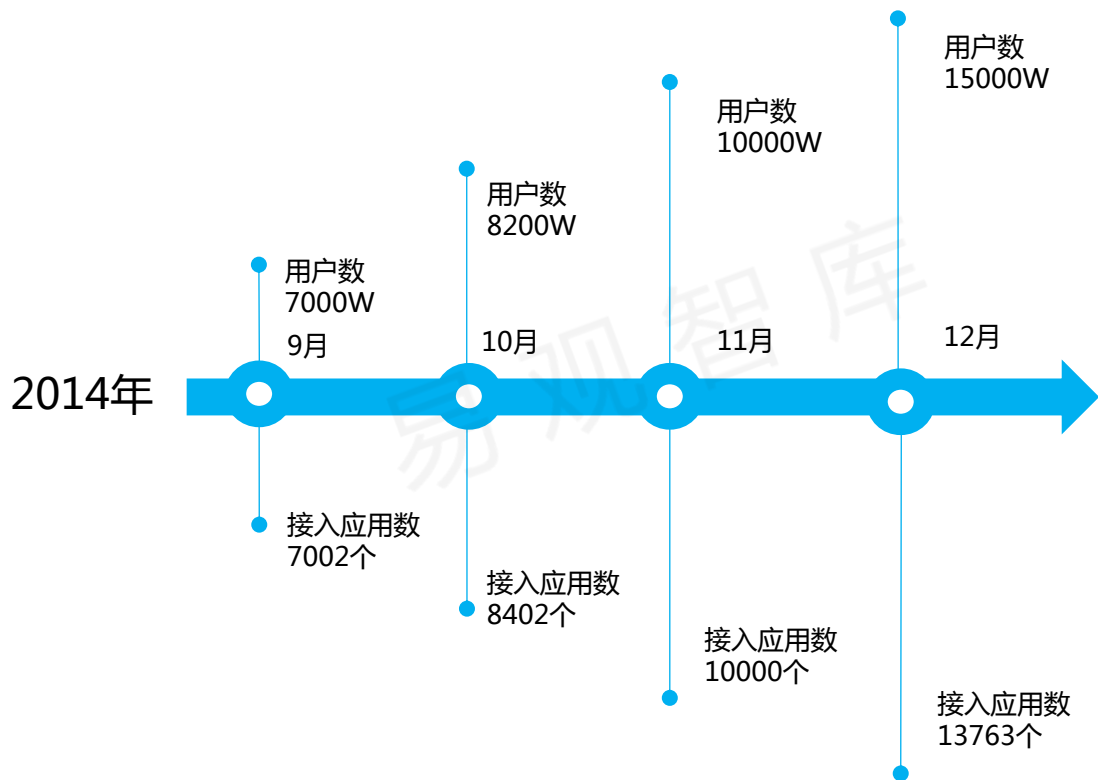 用户数
15000W
用户数
10000W
用户数
8200W
用户数
7000W
9月
10月
11月
12月
2014年
易观智库
接入应用数
7002个
接入应用数
8402个
接入应用数
10000个
接入应用数
13763个